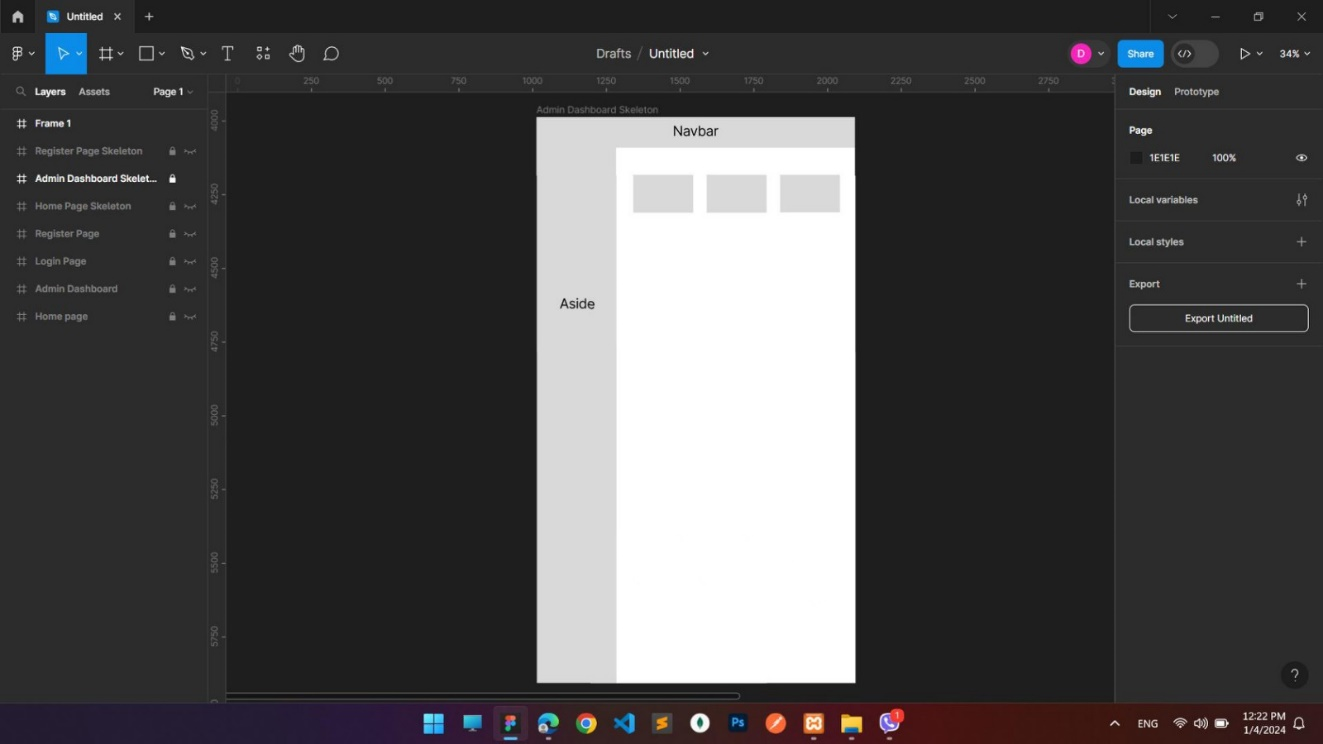 Untitled
Drafts / Untitled
D
Share
34%
Layers Assets Page 1
Frame 1
Register Page Skeleton
Admin Dashboard Skelet...
Home Page Skeleton
Register Page
Login Page
Admin Dashboard
Home page
0 250 500 750 1000 1250 1500 1750 2000 2250 2500 2750
4000
4250
4500
4750
5000
5250
5500
5750
Admin Dashboard Skeleton
Navbar
Aside
Design Prototype
Page
1E1E1E 100%
Local variables
Local styles
Export
Export Untitled
?
Ps
1
ENG
12:22 PM
1/4/2024